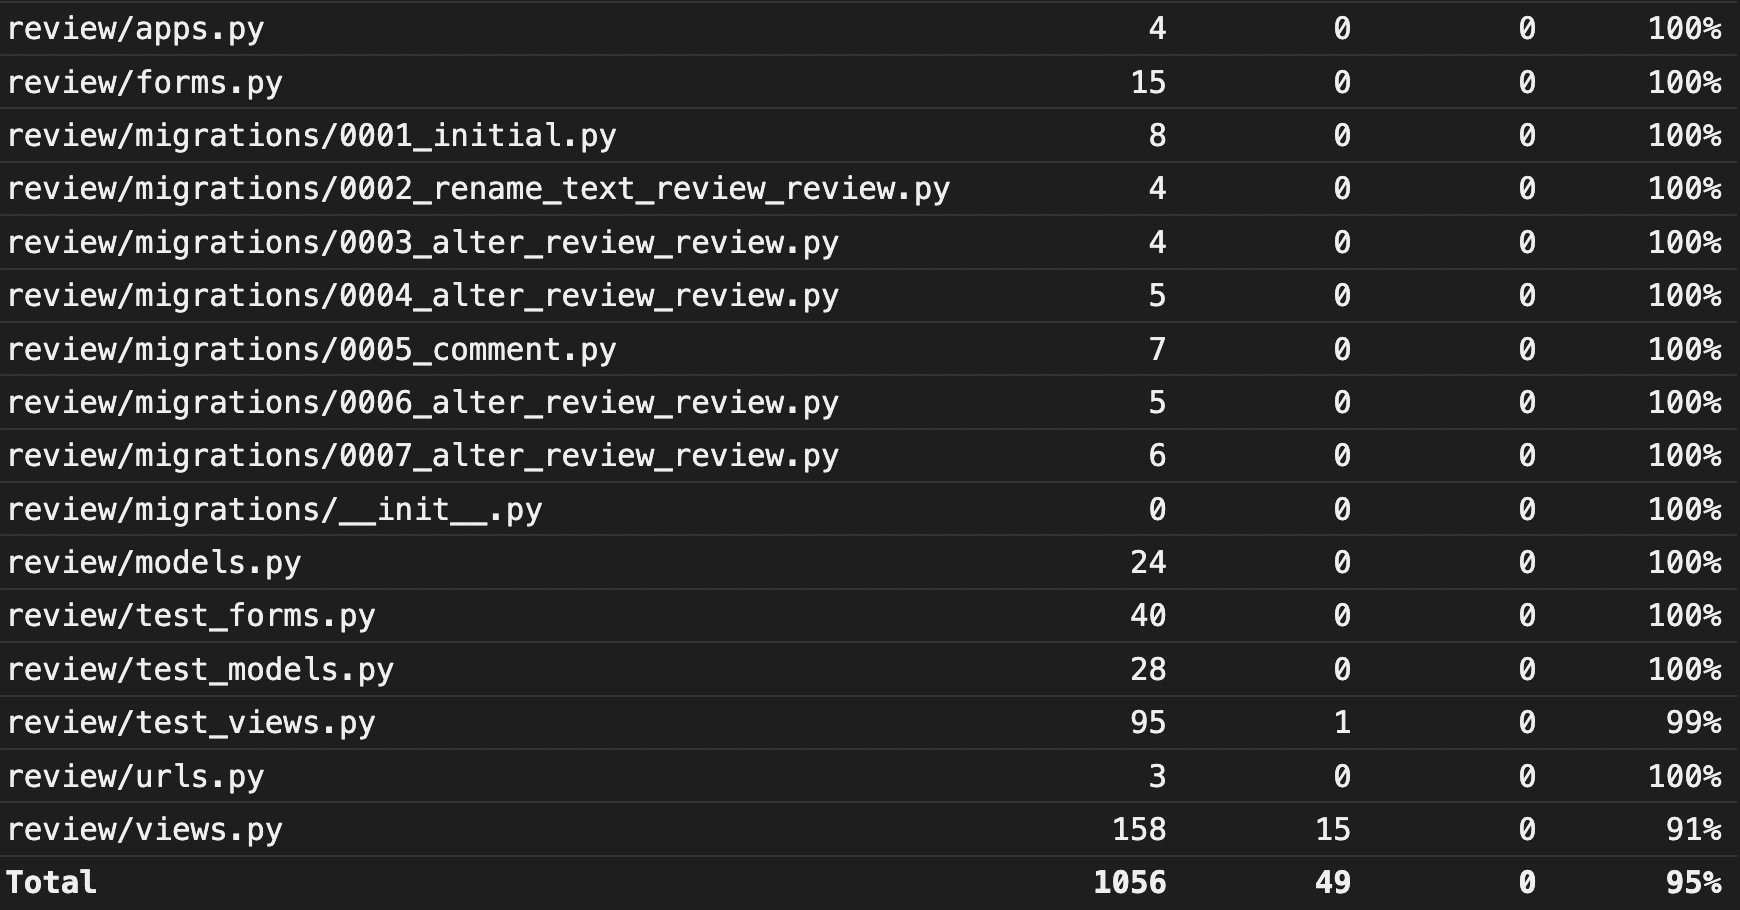 review/apps.py 4 0 0 100%
review/forms.py 15 0 0 100%
review/migrations/0001_initial.py 8 0 0 100%
review/migrations/0002_rename_text_review_review.py 4 0 0 100%
review/migrations/0003_alter_review_review.py 4 0 0 100%
review/migrations/0004_alter_review_review.py 5 0 0 100%
review/migrations/0005_comment.py 7 0 0 100%
review/migrations/0006_alter_review_review.py 5 0 0 100%
review/migrations/0007_alter_review_review.py 6 0 0 100%
review/migrations/__init__.py 0 0 0 100%
review/models.py 24 0 0 100%
review/test_forms.py 40 0 0 100%
review/test_models.py 28 0 0 100%
review/test_views.py 95 1 0 99%
review/urls.py 3 0 0 100%
review/views.py 158 15 0 91%
Total 1056 49 0 95%